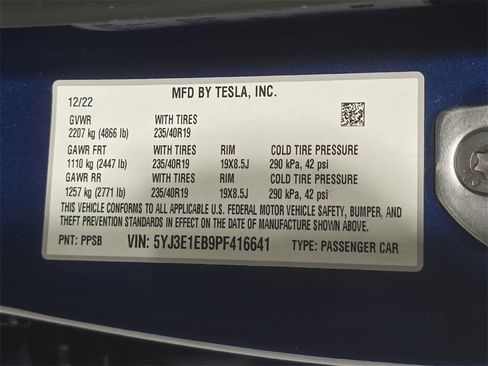 MFD BY TESLA, INC.
12/22
GVWR WITH TIRES
2207 kg (4866 lb) 235/40R19
GAWR FRT WITH TIRES RIM COLD TIRE PRESSURE
1110 kg (2447 lb) 235/40R19 19X8.5J 290 kPa, 42 psi
GAWR RR WITH TIRES RIM COLD TIRE PRESSURE
1257 kg (2771 lb) 235/40R19 19X8.5J 290 kPa, 42 psi
THIS VEHICLE CONFORMS TO ALL APPLICABLE U.S. FEDERAL MOTOR VEHICLE SAFETY, BUMPER, AND
THEFT PREVENTION STANDARDS IN EFFECT ON THE DATE OF MANUFACTURE SHOWN ABOVE.
PNT: PPSB VIN: 5YJ3E1EB9PF416641 TYPE: PASSENGER CAR